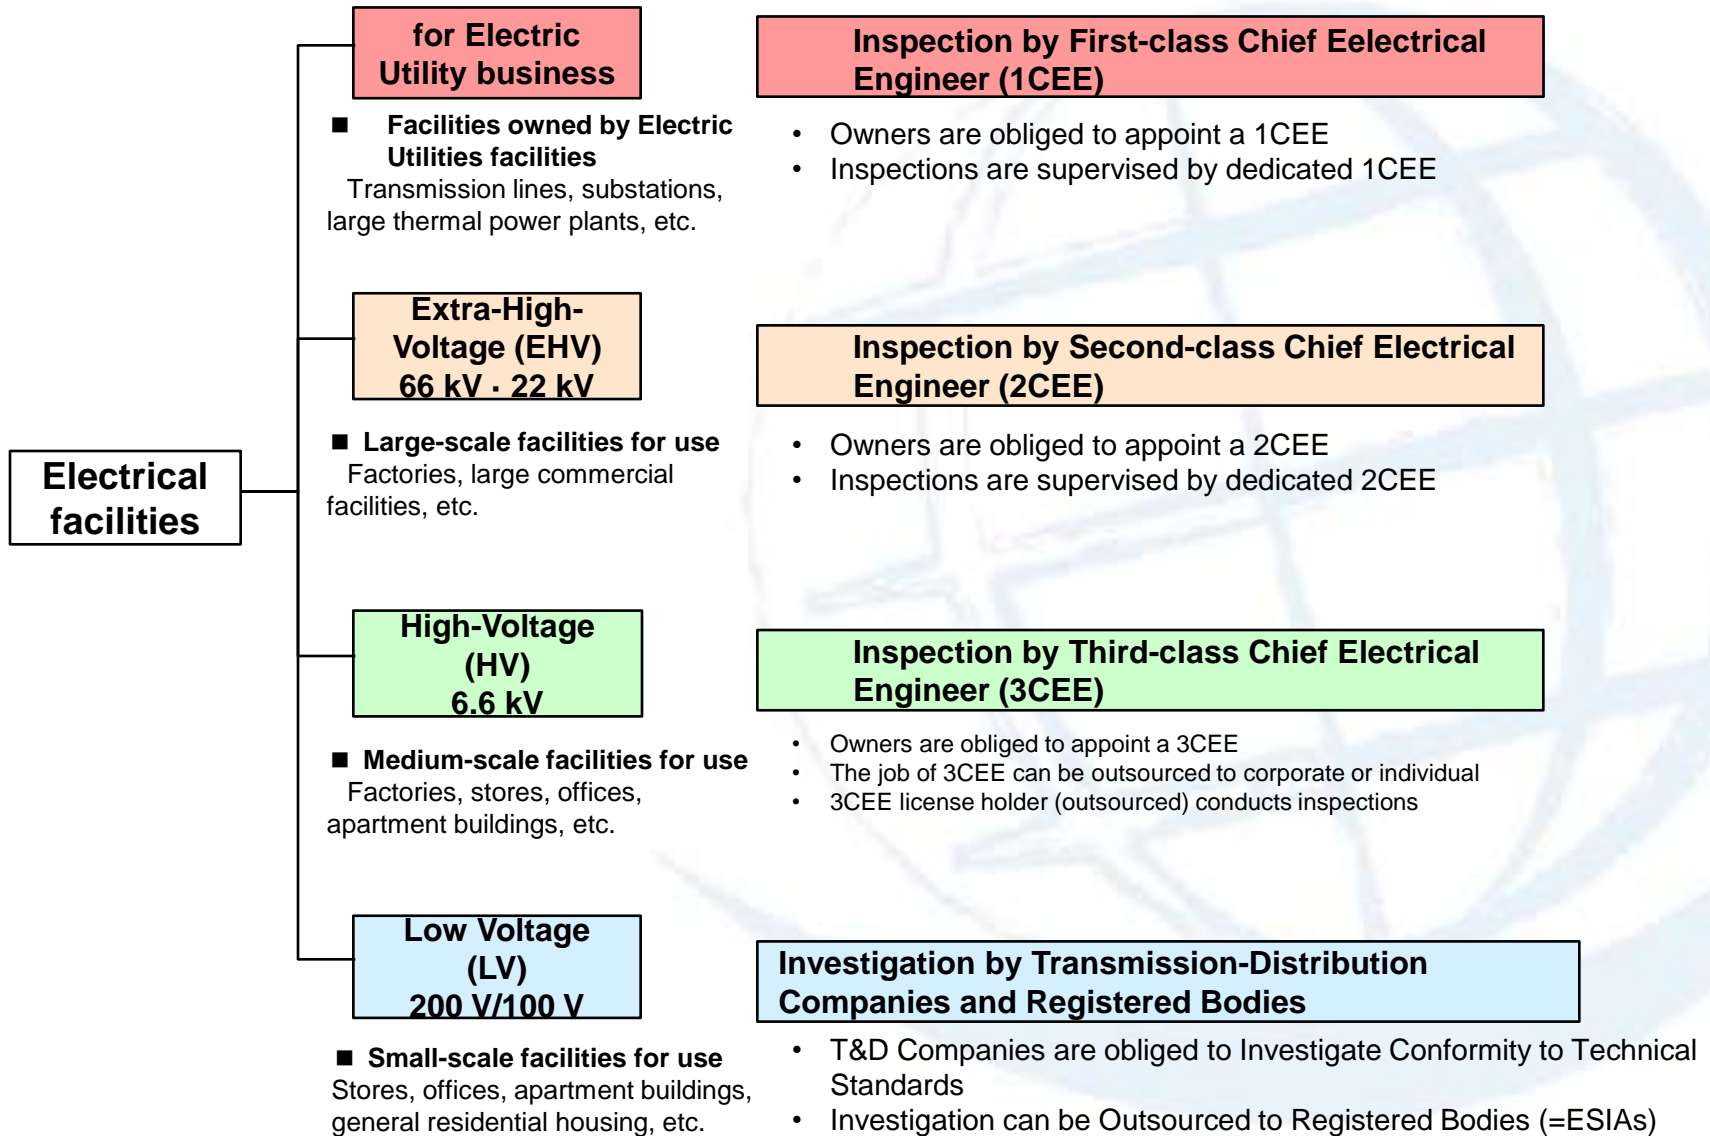 Electrical
facilities
for Electric
Utility business
■ Facilities owned by Electric
Utilities facilities
Transmission lines, substations,
large thermal power plants, etc.
Inspection by First-class Chief Eelectrical
Engineer (1CEE)
• Owners are obliged to appoint a 1CEE
• Inspections are supervised by dedicated 1CEE
Extra-High-
Voltage (EHV)
66 kV · 22 kV
■ Large-scale facilities for use
Factories, large commercial
facilities, etc.
Inspection by Second-class Chief Electrical
Engineer (2CEE)
• Owners are obliged to appoint a 2CEE
• Inspections are supervised by dedicated 2CEE
High-Voltage
(HV)
6.6 kV
■ Medium-scale facilities for use
Factories, stores, offices,
apartment buildings, etc.
Inspection by Third-class Chief Electrical
Engineer (3CEE)
• Owners are obliged to appoint a 3CEE
• The job of 3CEE can be outsourced to corporate or individual
• 3CEE license holder (outsourced) conducts inspections
Low Voltage
(LV)
200 V/100 V
■ Small-scale facilities for use
Stores, offices, apartment buildings,
general residential housing, etc.
Investigation by Transmission-Distribution
Companies and Registered Bodies
• T&D Companies are obliged to Investigate Conformity to Technical
Standards
• Investigation can be Outsourced to Registered Bodies (=ESIAs)